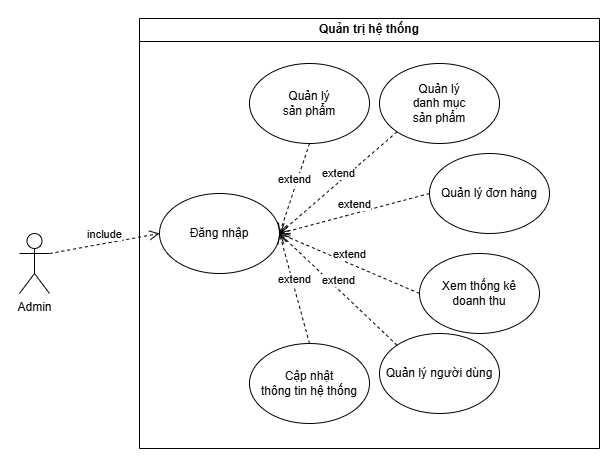 Quản trị hệ thống
Quản lý
sản phẩm
Quản lý
danh mục
sản phẩm
extend
extend
Quản lý đơn hàng
extend
include
Đăng nhập
extend
Admin
Xem thống kê
doanh thu
extend
extend
Cập nhật
thông tin hệ thống
Quản lý người dùng